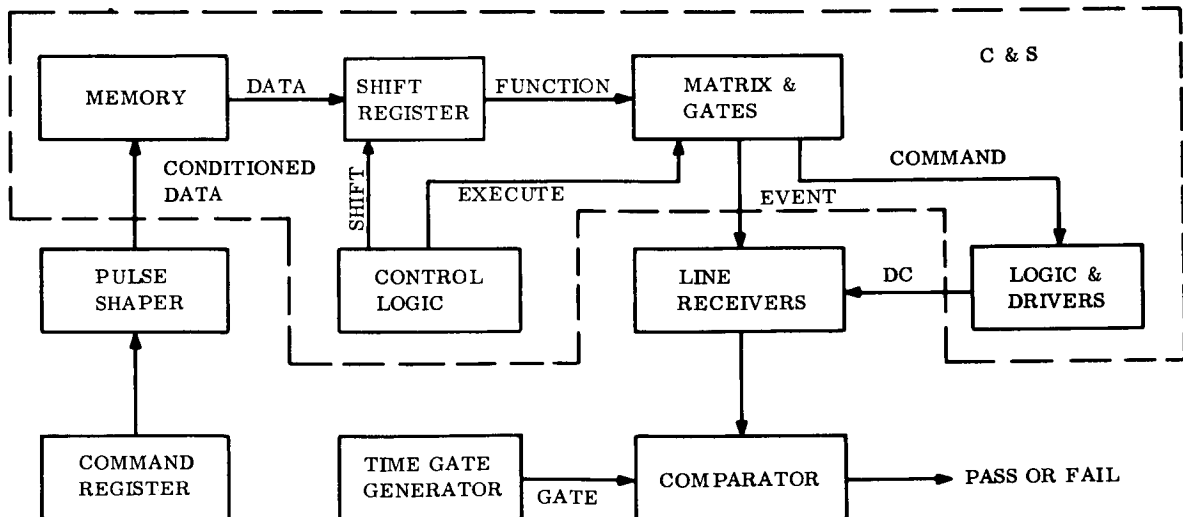 C & S
MEMORY
DATA
SHIFT
REGISTER
FUNCTION
MATRIX &
GATES
CONDITIONED
DATA
SHIFT
EXECUTE
EVENT
COMMAND
PULSE
SHAPER
CONTROL
LOGIC
LINE
RECEIVERS
DC
LOGIC &
DRIVERS
COMMAND
REGISTER
TIME GATE
GENERATOR
GATE
COMPARATOR
PASS OR FAIL